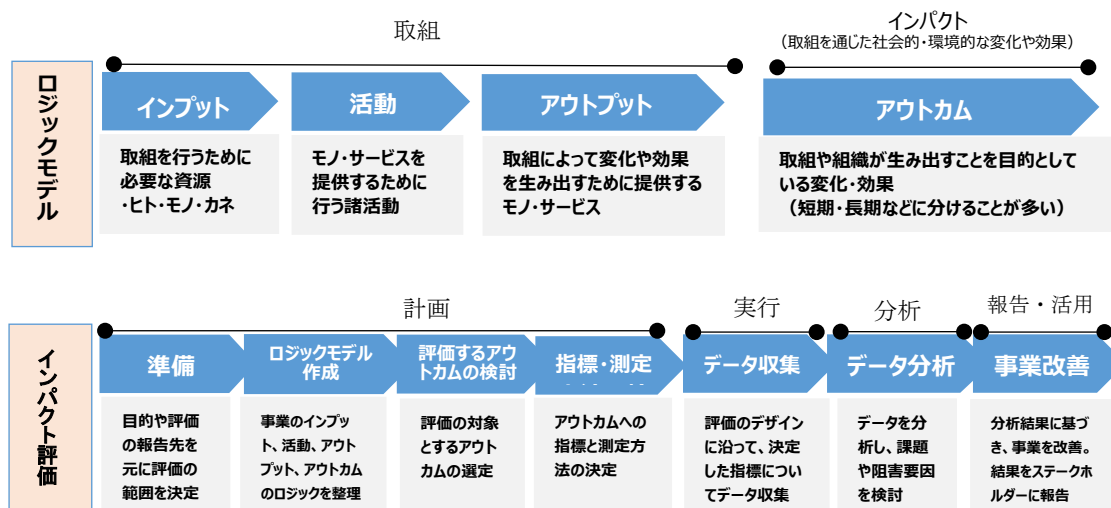 取組
インパクト
（取組を通じた社会的・環境的な変化や効果）
ロジックモデル
インプット
活動
アウトプット
アウトカム
取組を行うために
必要な資源
・ヒト・モノ・カネ
モノ・サービスを
提供するために
行う諸活動
取組によって変化や効果
を生み出すために提供する
モノ・サービス
取組や組織が生み出すことを目的として
いる変化・効果
（短期・長期などに分けることが多い）
計画
実行
分析
報告・活用
インパクト評価
準備
ロジックモデル
作成
評価するアウ
トカムの検討
指標・測定
データ収集
データ分析
事業改善
目的や評価
の報告先を
元に評価の
範囲を決定
事業のインプッ
ト、活動、アウト
プット、アウトカム
のロジックを整理
評価の対象
とするアウト
カムの選定
アウトカムへの
指標と測定方
法の決定
評価のデザイン
に沿って、決定
した指標につい
てデータ収集
データを分
析し、課題
や阻害要因
を検討
分析結果に基づ
き、事業を改善。
結果をステークホ
ルダーに報告